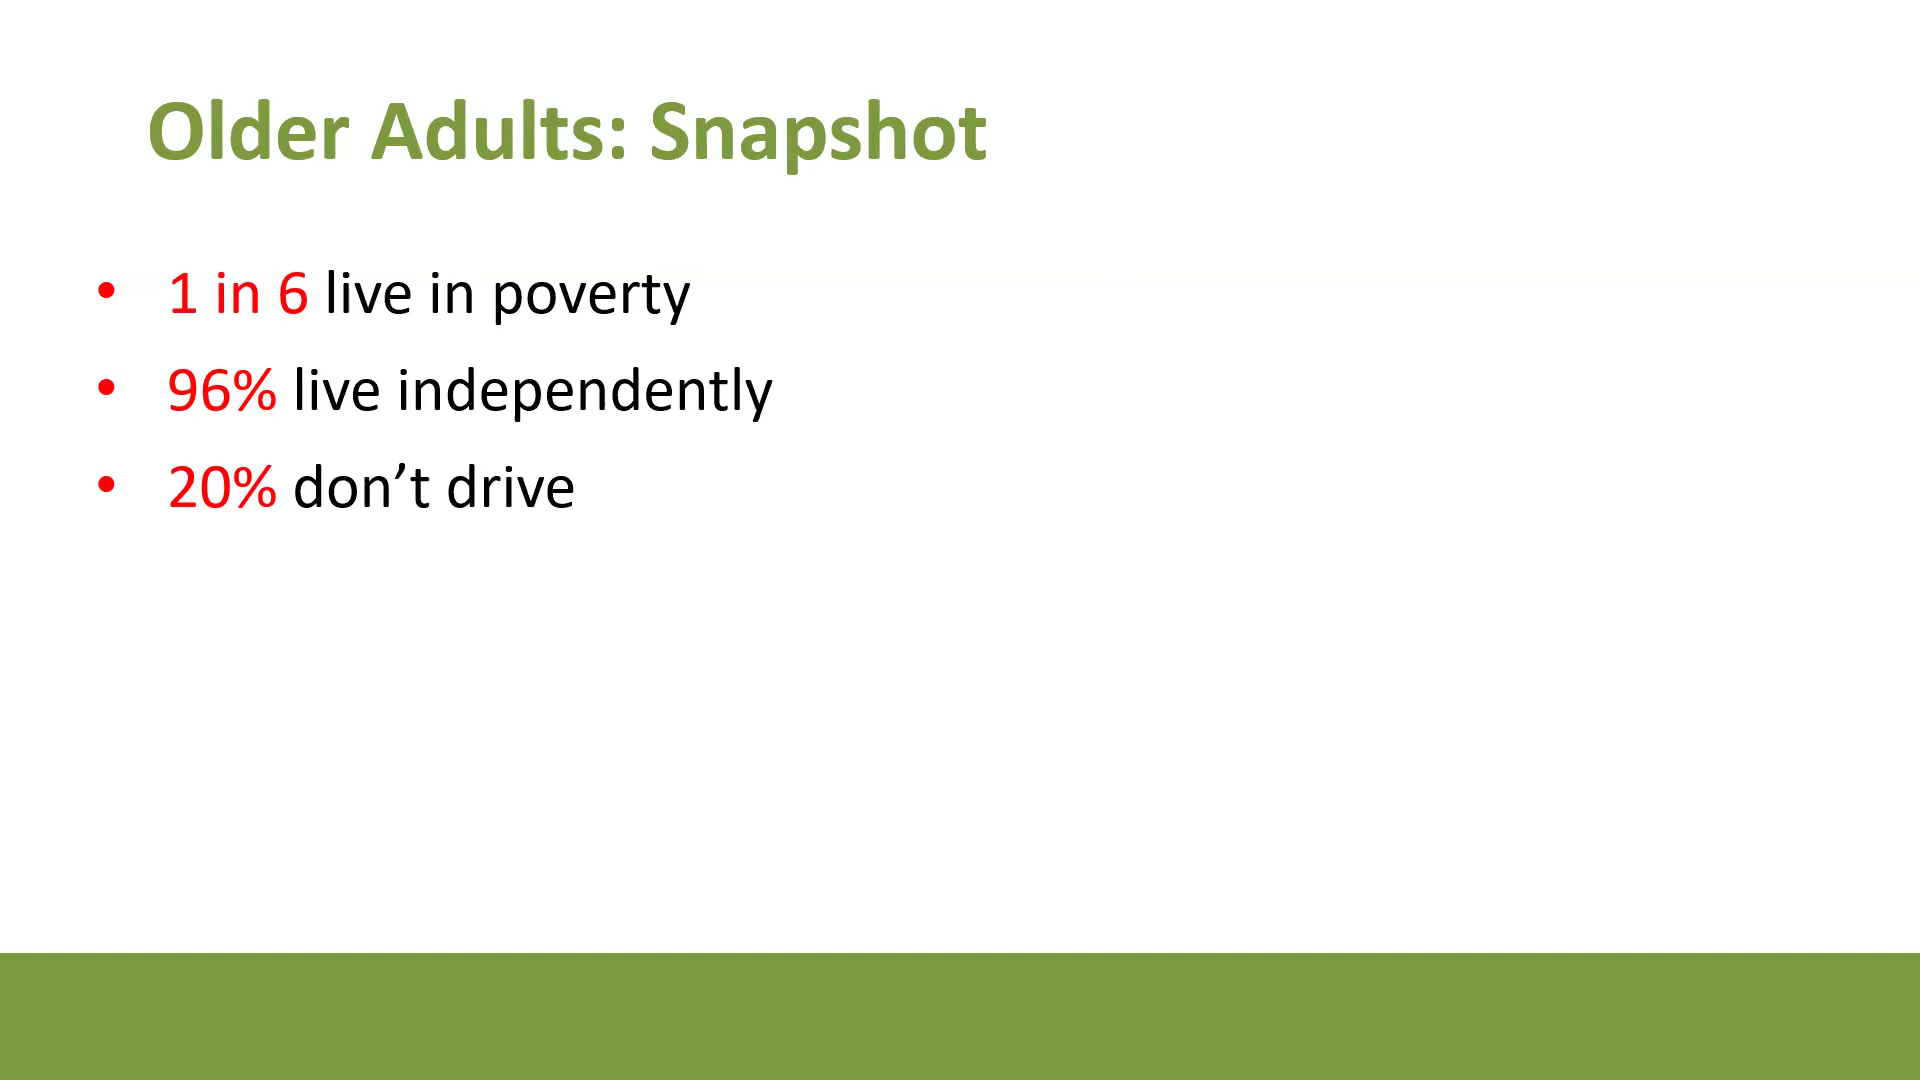 Older Adults: Snapshot
• 1 in 6 live in poverty
• 96% live independently
• 20% don’t drive